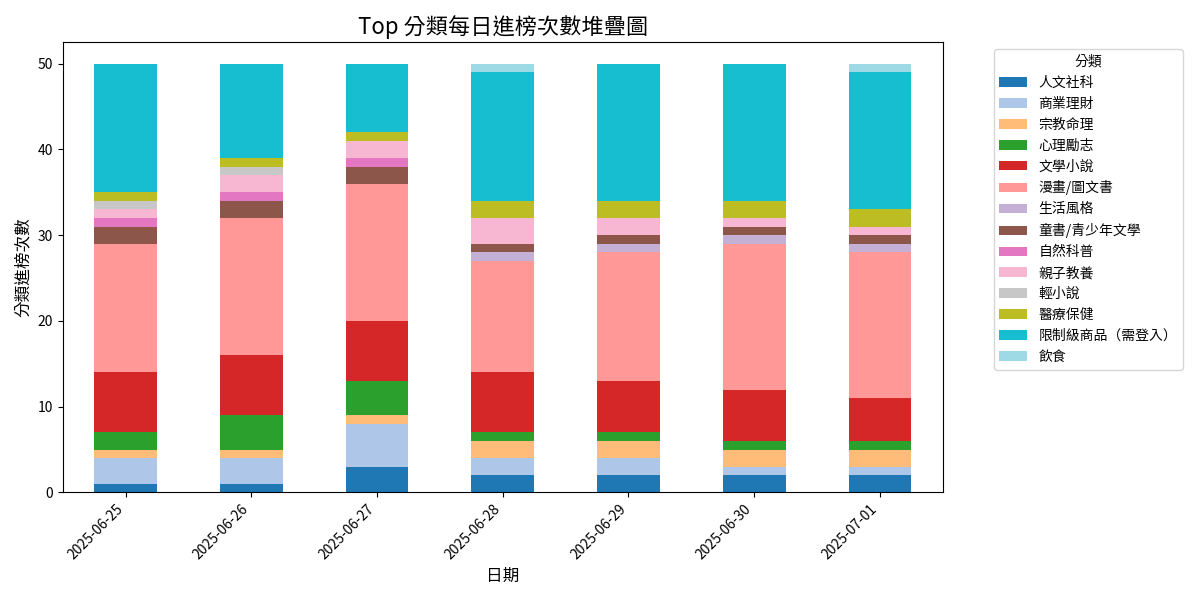 Top 分類每日進榜次數堆疊圖
分類進榜次數
50
40
30
20
10
0
2025-06-25
2025-06-26
2025-06-27
2025-06-28
2025-06-29
2025-06-30
2025-07-01
日期
分類
人文社科
商業理財
宗教命理
心理勵志
文學小說
漫畫/圖文書
生活風格
童書/青少年文學
自然科普
親子教養
輕小說
醫療保健
限制級商品（需登入）
飲食